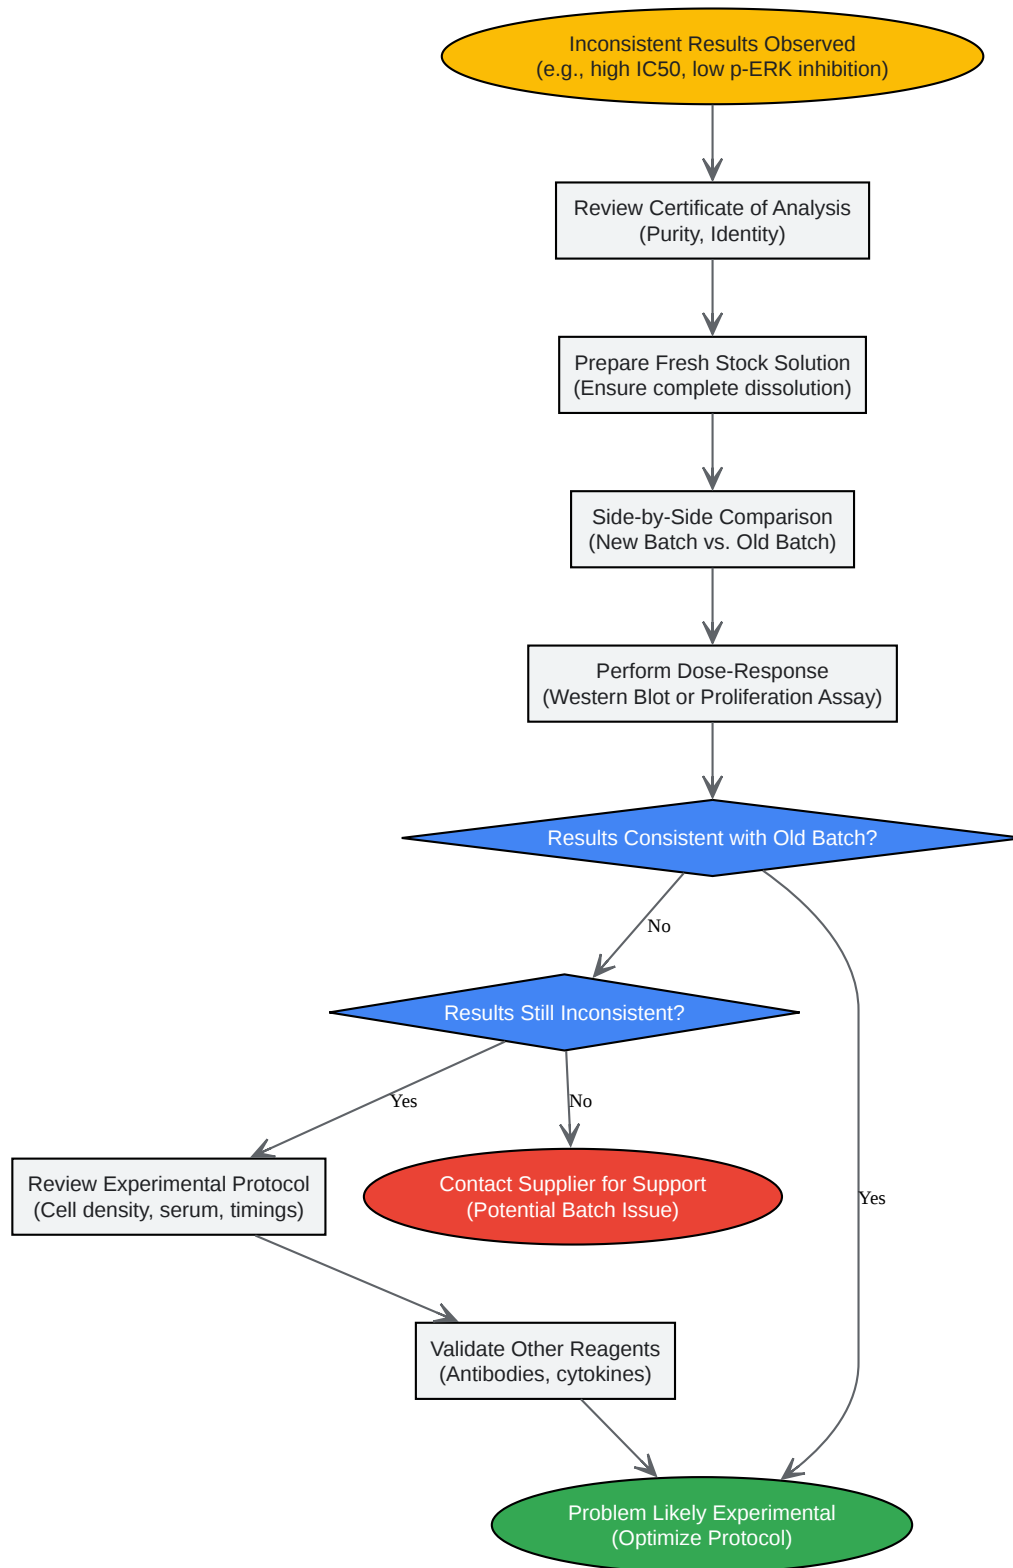 Inconsistent Results Observed
(e.g., high IC50, low p-ERK inhibition)
Review Certificate of Analysis
(Purity, Identity)
Prepare Fresh Stock Solution
(Ensure complete dissolution)
Side-by-Side Comparison
(New Batch vs. Old Batch)
Perform Dose-Response
(Western Blot or Proliferation Assay)
Results Consistent with Old Batch?
No
Results Still Inconsistent?
Yes
No
Review Experimental Protocol
(Cell density, serum, timings)
Contact Supplier for Support
(Potential Batch Issue)
Yes
Validate Other Reagents
(Antibodies, cytokines)
Problem Likely Experimental
(Optimize Protocol)